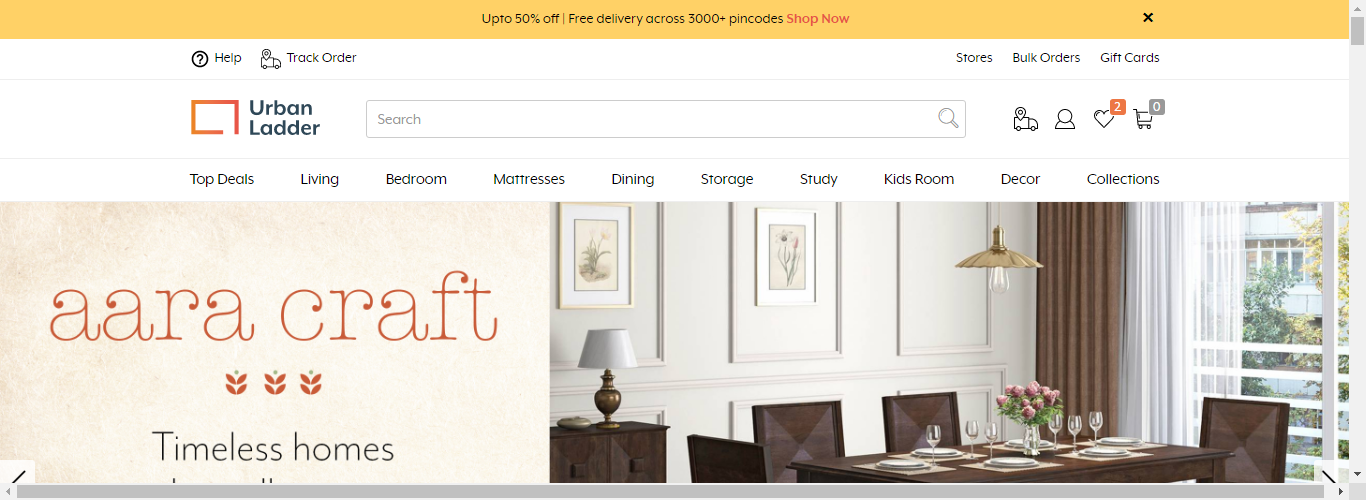 Upto 50% off | Free delivery across 3000+ pincodes Shop Now
Help Track Order Stores Bulk Orders Gift Cards
Urban
Ladder
Search
2
0
Top Deals Living Bedroom Mattresses Dining Storage Study Kids Room Decor Collections
aara craft
Timeless homes